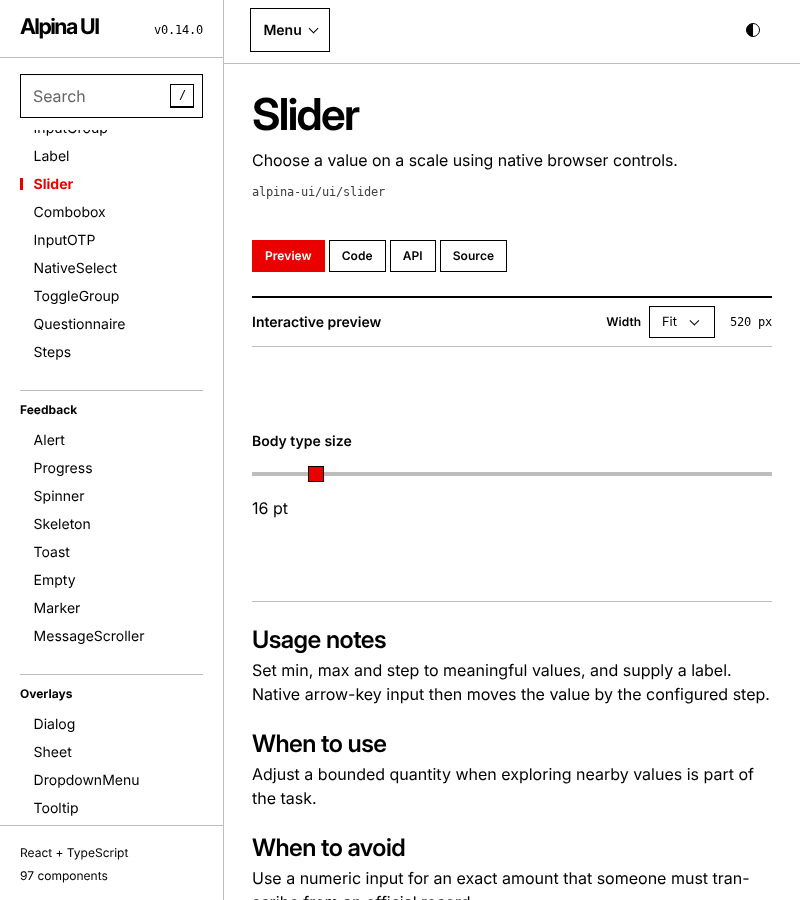 Alpina UI
v0.14.0
Search
/
InputGroup
Label
Slider
Combobox
InputOTP
NativeSelect
ToggleGroup
Questionnaire
Steps
Feedback
Alert
Progress
Spinner
Skeleton
Toast
Empty
Marker
MessageScroller
Overlays
Dialog
Sheet
DropdownMenu
Tooltip
React + TypeScript
97 components
Menu
Slider
Choose a value on a scale using native browser controls.
alpina-ui/ui/slider
Preview
Code
API
Source
Interactive preview
Width
Fit
520 px
Body type size
16 pt
Usage notes
Set min, max and step to meaningful values, and supply a label.
Native arrow-key input then moves the value by the configured step.
When to use
Adjust a bounded quantity when exploring nearby values is part of
the task.
When to avoid
Use a numeric input for an exact amount that someone must tran-
scribe from an official record.